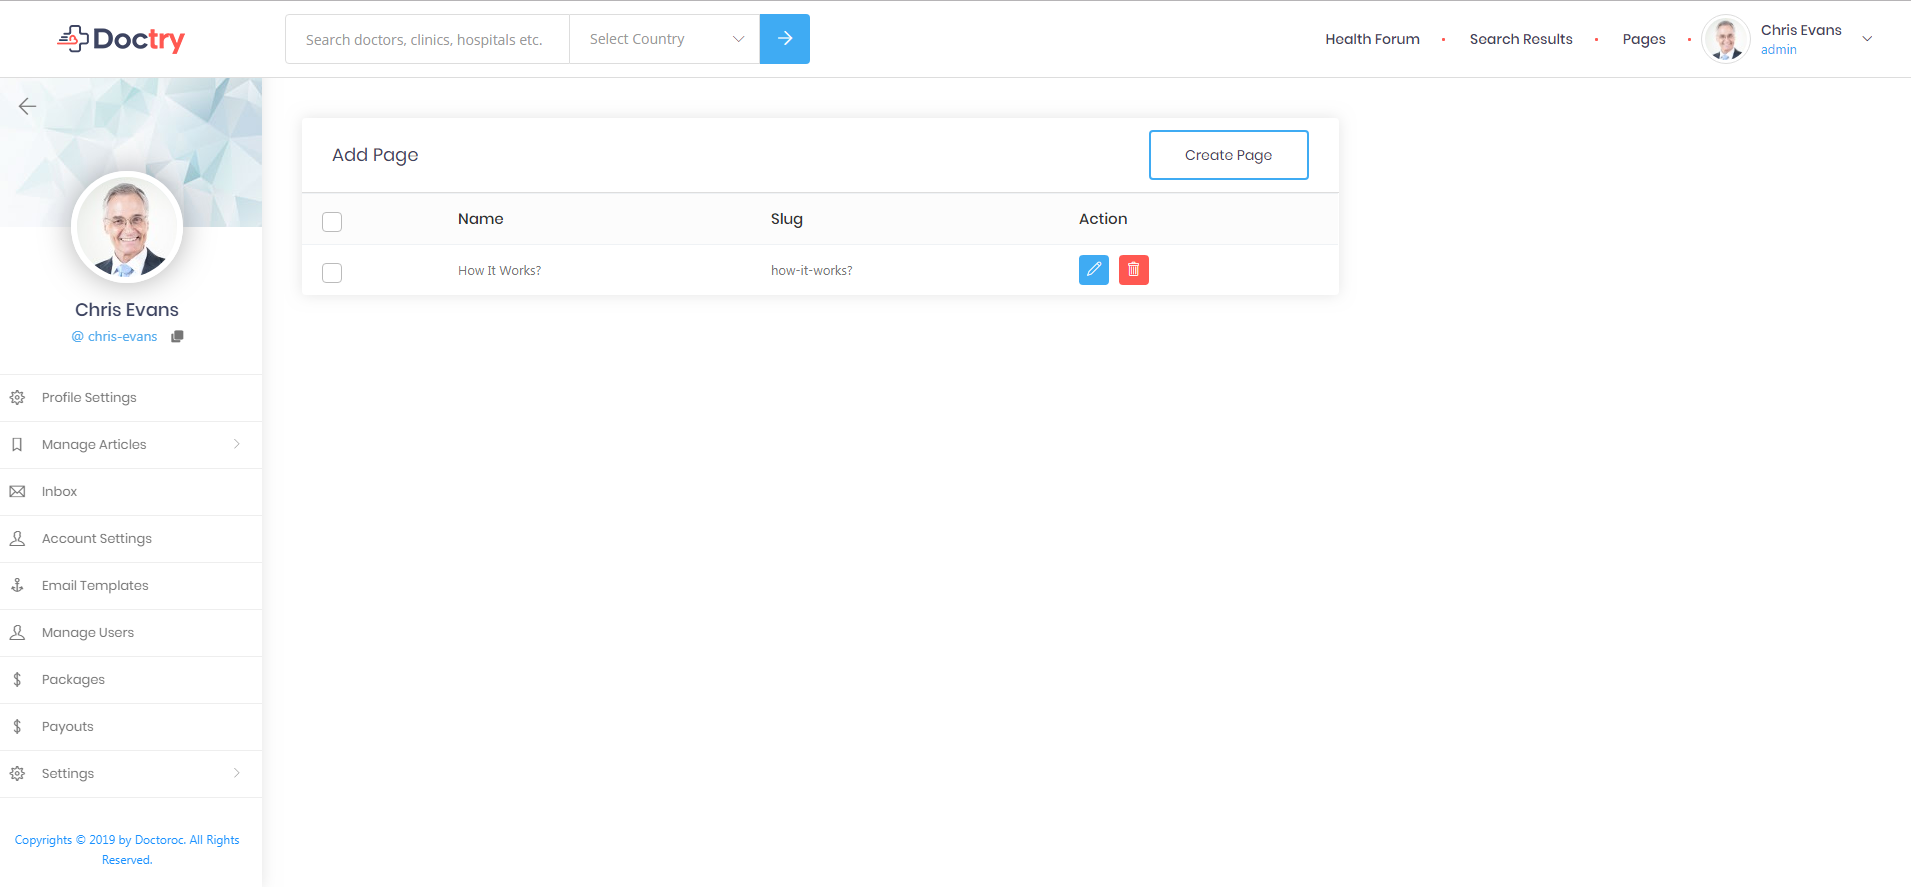 Doctry
Search doctors, clinics, hospitals etc.
Select Country
Health Forum
Search Results
Pages
Chris Evans
admin
Chris Evans
@ chris-evans
Profile Settings
Manage Articles
Inbox
Account Settings
Email Templates
Manage Users
Packages
Payouts
Settings
Copyrights © 2019 by Doctoroc. All Rights
Reserved.
Add Page
Create Page
Name Slug Action
How It Works? how-it-works?